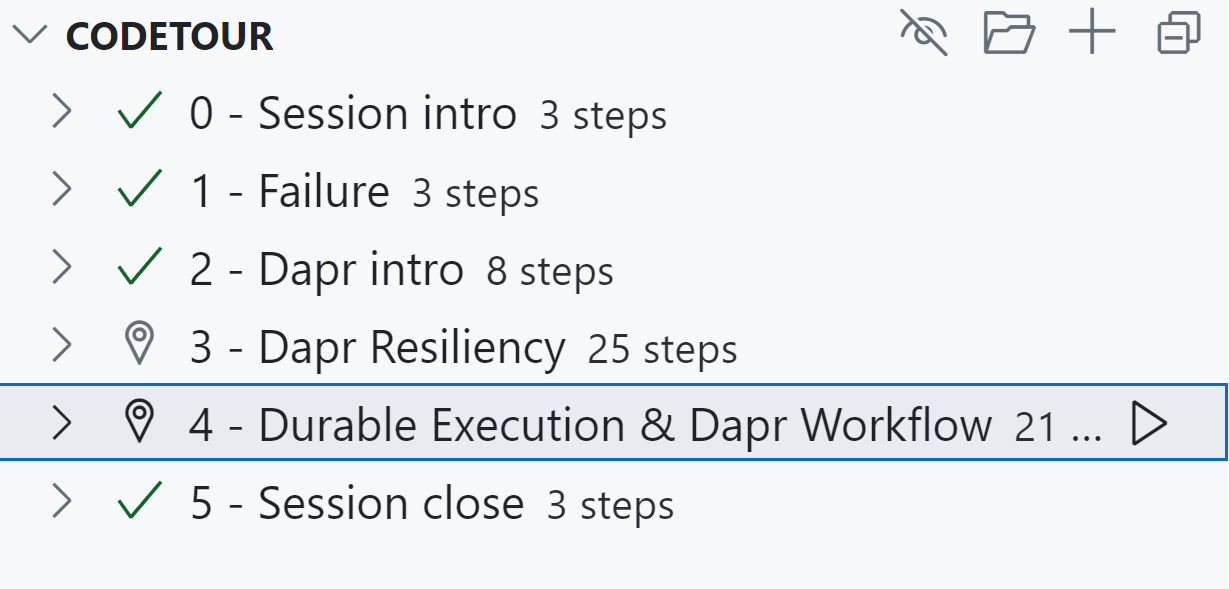 CODETOUR
0 - Session intro 3 steps
1 - Failure 3 steps
2 - Dapr intro 8 steps
3 - Dapr Resiliency 25 steps
4 - Durable Execution & Dapr Workflow 21 ...
5 - Session close 3 steps